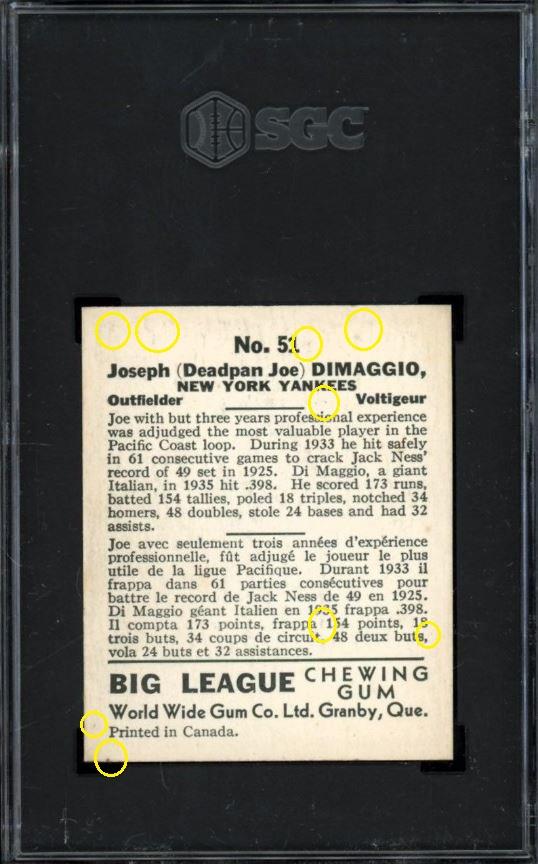 SGC
No. 51
Joseph (Deadpan Joe) DIMAGGIO,
NEW YORK YANKEES
Outfielder Voltigeur
Joe with but three years professional experience
was adjudged the most valuable player in the
Pacific Coast loop. During 1933 he hit safely
in 61 consecutive games to crack Jack Ness'
record of 49 set in 1925. Di Maggio, a giant
Italian, in 1935 hit .398. He scored 173 runs,
batted 154 tallies, poled 18 triples, notched 34
homers, 48 doubles, stole 24 bases and had 32
assists.
Joe avec seulement trois années d'expérience
professionnelle, fût adjugé le joueur le plus
utile de la ligue Pacifique. Durant 1933 il
frappa dans 61 parties consécutives pour
battre le record de Jack Ness de 49 en 1925.
Di Maggio géant Italien en 1935 frappa .398.
Il compta 173 points, frappa 154 points, 18
trois buts, 34 coups de circuit, 48 deux buts,
vola 24 buts et 32 assistances.
BIG LEAGUE CHEWING GUM
World Wide Gum Co. Ltd. Granby, Que.
Printed in Canada.